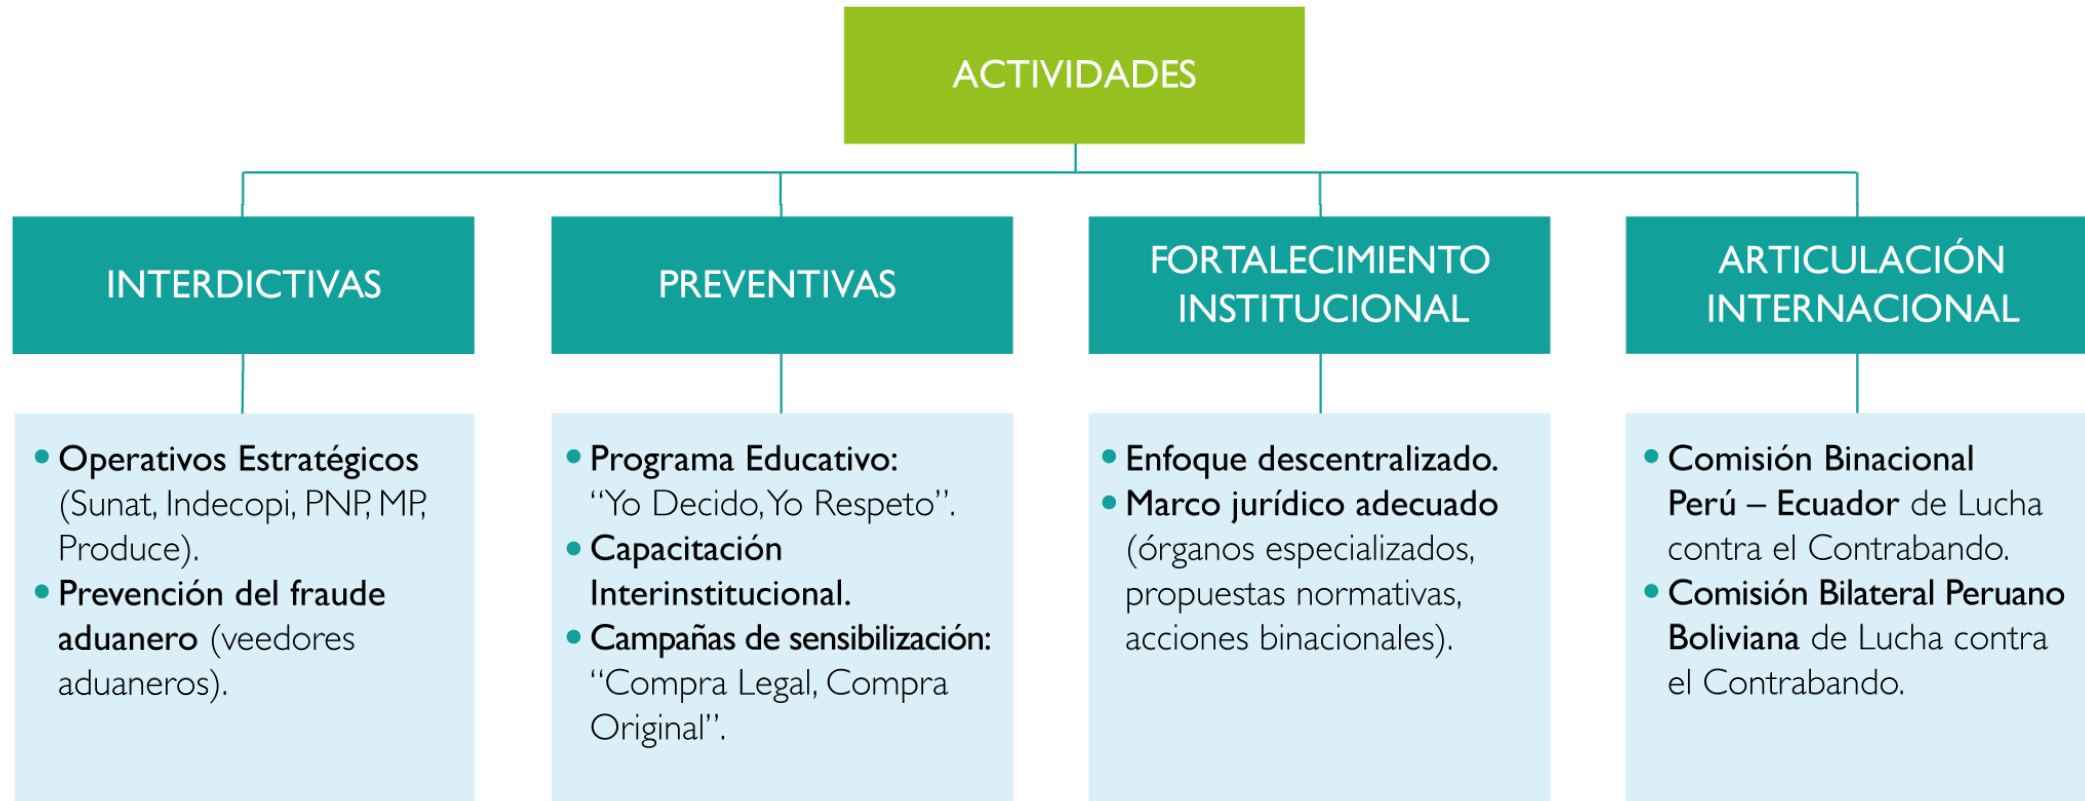 ACTIVIDADES
INTERDICTIVAS
• Operativos Estratégicos
(Sunat, Indecopi, PNP, MP,
Produce).
• Prevención del fraude
aduanero (veedores
aduaneros).
PREVENTIVAS
• Programa Educativo:
“Yo Decido, Yo Respeto”.
• Capacitación
Interinstitucional.
• Campañas de sensibilización:
“Compra Legal, Compra
Original”.
FORTALECIMIENTO
INSTITUCIONAL
• Enfoque descentralizado.
• Marco jurídico adecuado
(órganos especializados,
propuestas normativas,
acciones binacionales).
ARTICULACIÓN
INTERNACIONAL
• Comisión Binacional
Perú – Ecuador de Lucha
contra el Contrabando.
• Comisión Bilateral Peruano
Boliviana de Lucha contra
el Contrabando.